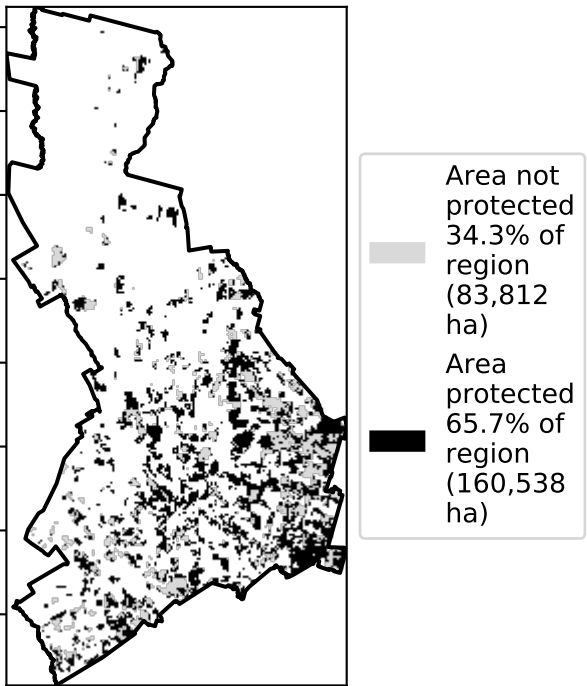 Area not
protected
34.3% of
region
(83,812
ha)
Area
protected
65.7% of
region
(160,538
ha)